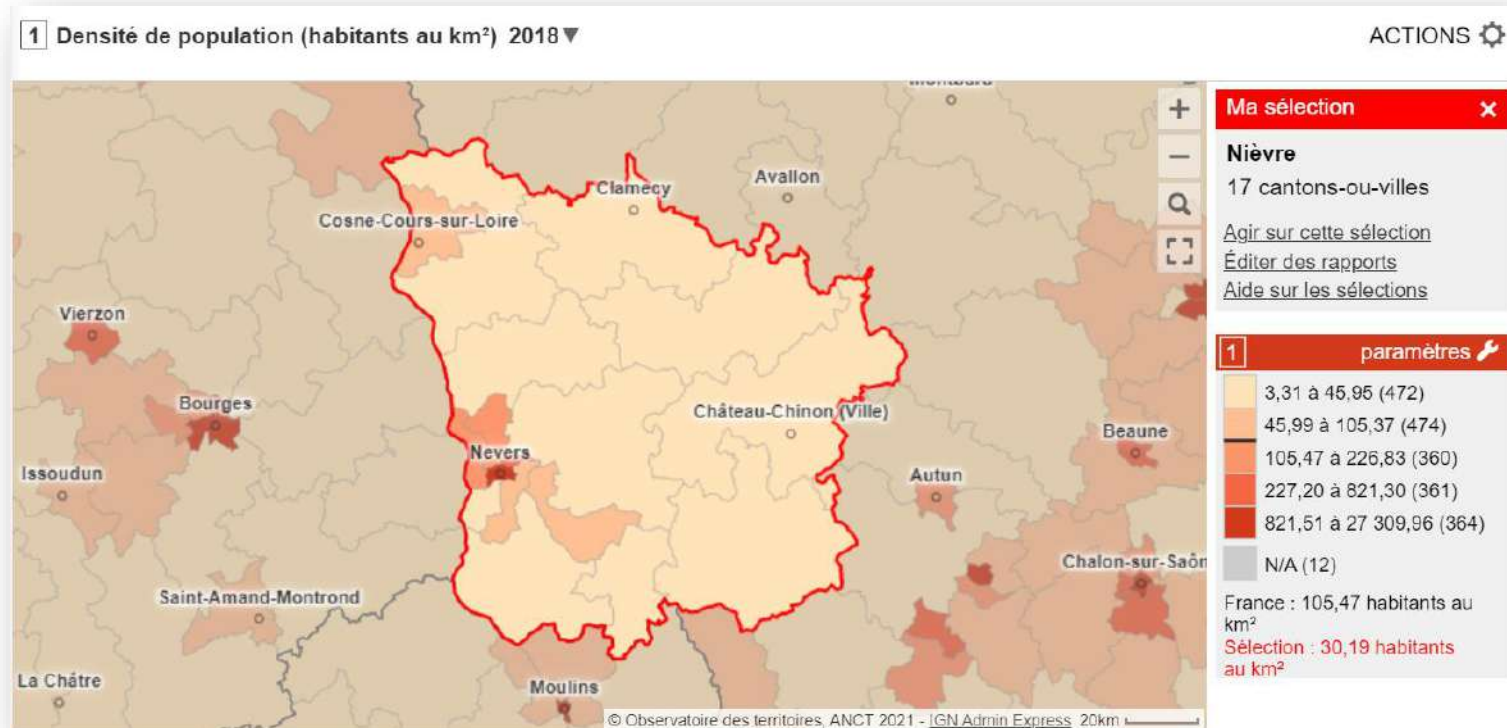 1 Densité de population (habitants au km²) 2018▼
ACTIONS
Clamecy
Avallon
Cosne-Cours-sur-Loire
Vierzon
Bourges
Château-Chinon (Ville)
Beaune
Nevers
Issoudun
Autun
Chalon-sur-Saôn
Saint-Amand-Montrond
La Châtre
Moulins
© Observatoire des territoires, ANCT 2021 - IGN Admin Express 20km
+
−
Ma sélection ×
Nièvre
17 cantons-ou-villes
Agir sur cette sélection
Éditer des rapports
Aide sur les sélections
1 paramètres
3,31 à 45,95 (472)
45,99 à 105,37 (474)
105,47 à 226,83 (360)
227,20 à 821,30 (361)
821,51 à 27 309,96 (364)
N/A (12)
France : 105,47 habitants au
km²
Sélection : 30,19 habitants
au km²